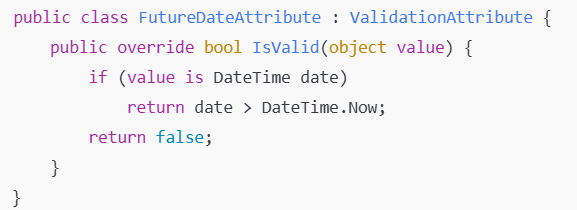 public class FutureDateAttribute : ValidationAttribute {
    public override bool IsValid(object value) {
        if (value is DateTime date)
            return date > DateTime.Now;
        return false;
    }
}